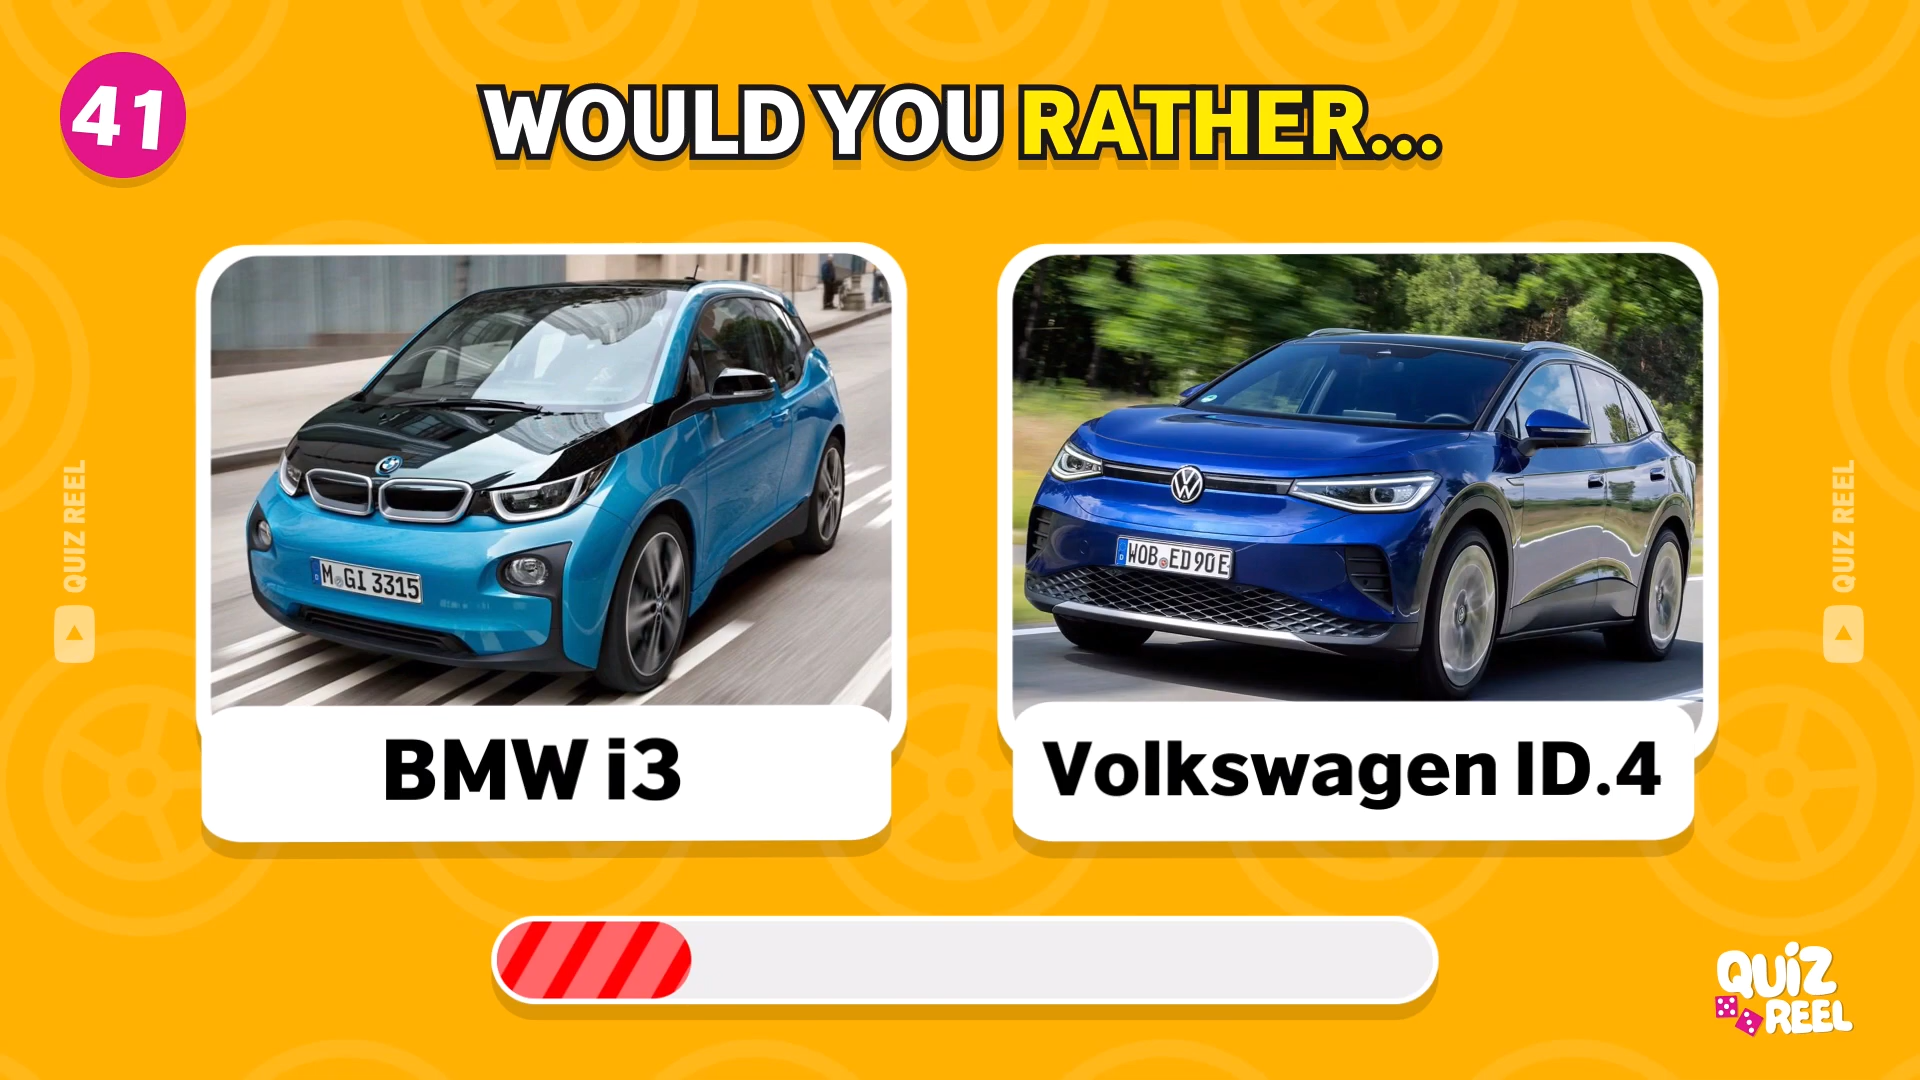 41
WOULD YOU RATHER...
M GI 3315
WOB ED 90 E
BMW i3
Volkswagen ID.4
QUIZ REEL
QUIZ REEL
QUIZ
REEL